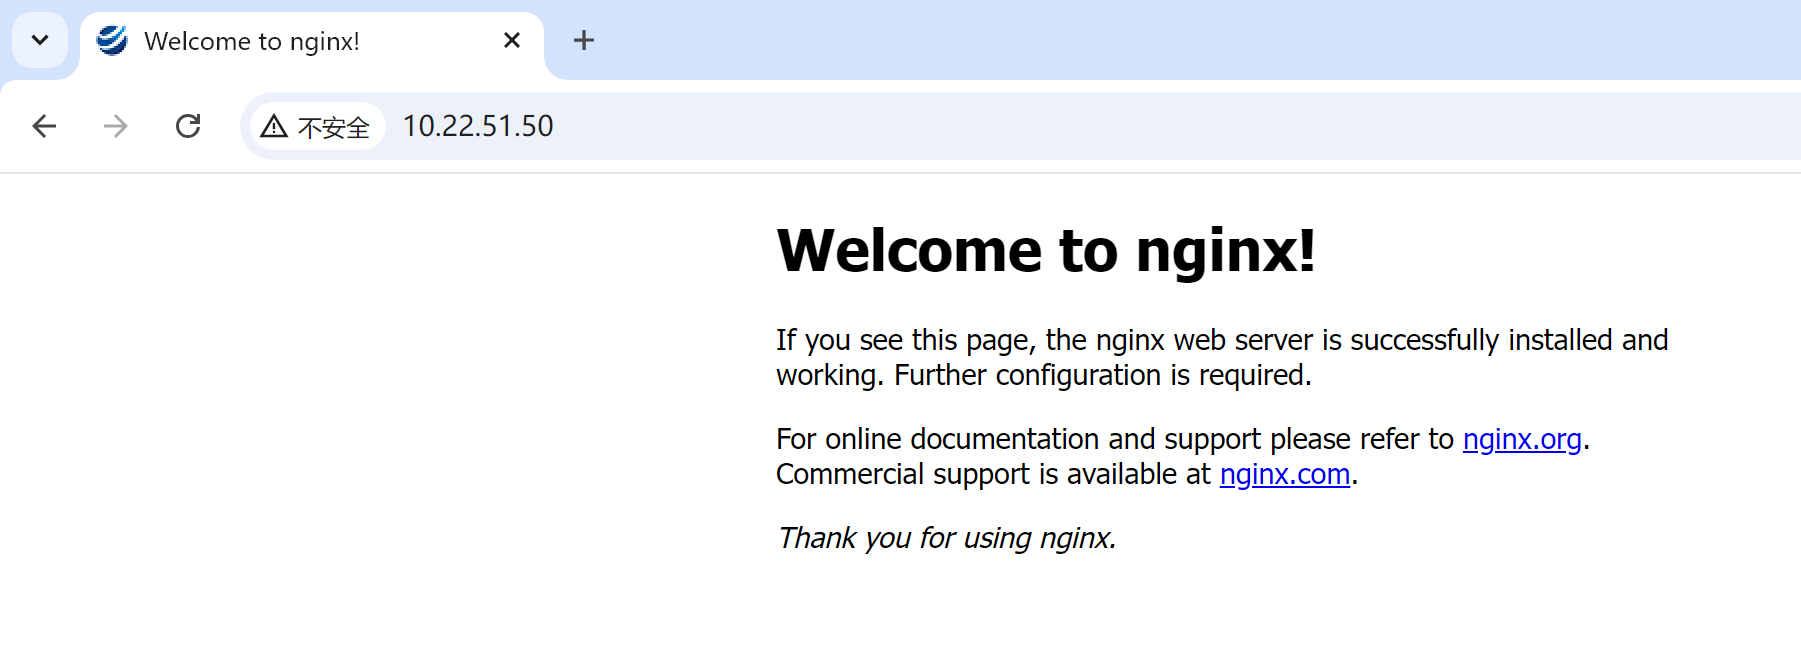 Welcome to nginx!
不安全 10.22.51.50
Welcome to nginx!
If you see this page, the nginx web server is successfully installed and
working. Further configuration is required.
For online documentation and support please refer to nginx.org.
Commercial support is available at nginx.com.
Thank you for using nginx.